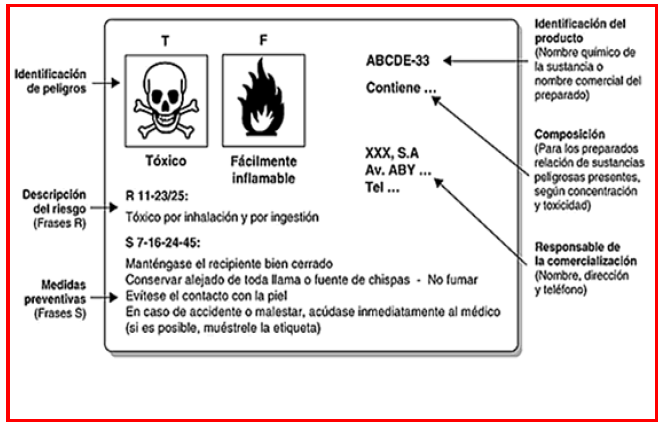 Identificación
de peligros
Descripción
del riesgo
(Frases R)
Medidas
preventivas
(Frases S)
T
F
Tóxico
Fácilmente
inflamable
ABCDE-33
Contiene ...
XXX, S.A
Av. ABY ...
Tel ...
R 11-23/25:
Tóxico por inhalación y por ingestión
S 7-16-24-45:
Manténgase el recipiente bien cerrado
Conservar alejado de toda llama o fuente de chispas - No fumar
Evítese el contacto con la piel
En caso de accidente o malestar, acúdase inmediatamente al médico
(si es posible, muéstrele la etiqueta)
Identificación del
producto
(Nombre químico de
la sustancia o
nombre comercial del
preparado)
Composición
(Para los preparados
relación de sustancias
peligrosas presentes,
según concentración
y toxicidad)
Responsable de
la comercialización
(Nombre, dirección
y teléfono)